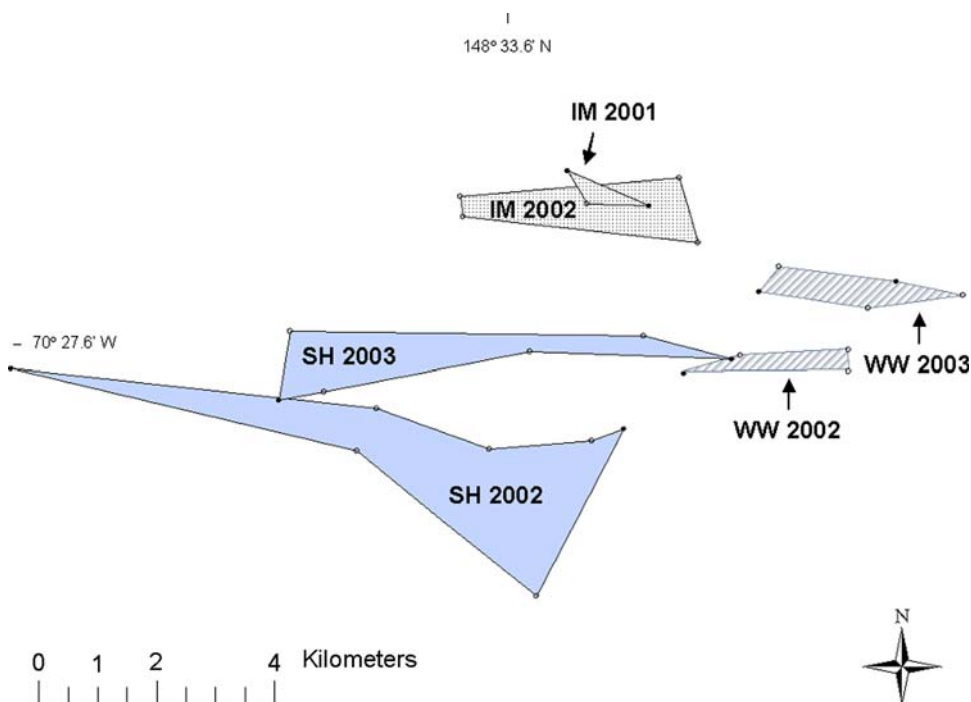 148° 33.6' N
IM 2001
IM 2002
– 70° 27.6' W
SH 2003
WW 2003
WW 2002
SH 2002
N
0 1 2 4 Kilometers